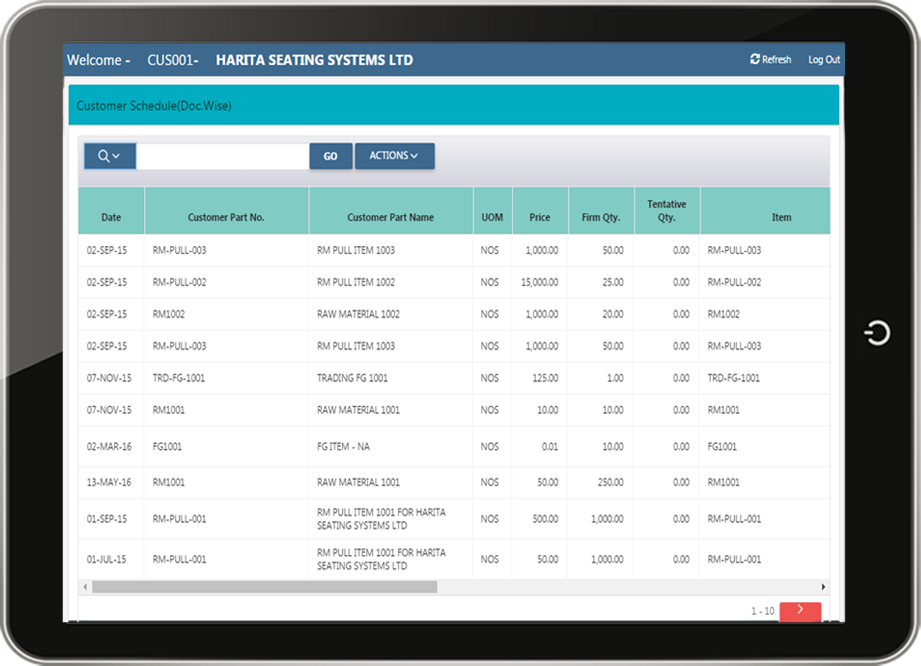 Welcome - CUS001- HARITA SEATING SYSTEMS LTD Refresh Log Out
Customer Schedule(Doc.Wise)
GO ACTIONS
Date Customer Part No. Customer Part Name UOM Price Firm Qty. Tentative Qty. Item
02-SEP-15 RM-PULL-003 RM PULL ITEM 1003 NOS 1,000.00 50.00 0.00 RM-PULL-003
02-SEP-15 RM-PULL-002 RM PULL ITEM 1002 NOS 15,000.00 25.00 0.00 RM-PULL-002
02-SEP-15 RM1002 RAW MATERIAL 1002 NOS 1,000.00 20.00 0.00 RM1002
02-SEP-15 RM-PULL-003 RM PULL ITEM 1003 NOS 1,000.00 50.00 0.00 RM-PULL-003
07-NOV-15 TRD-FG-1001 TRADING FG 1001 NOS 125.00 1.00 0.00 TRD-FG-1001
07-NOV-15 RM1001 RAW MATERIAL 1001 NOS 10.00 10.00 0.00 RM1001
02-MAR-16 FG1001 FG ITEM - NA NOS 0.01 10.00 0.00 FG1001
13-MAY-16 RM1001 RAW MATERIAL 1001 NOS 50.00 250.00 0.00 RM1001
01-SEP-15 RM-PULL-001 RM PULL ITEM 1001 FOR HARITA SEATING SYSTEMS LTD NOS 500.00 1,000.00 0.00 RM-PULL-001
01-JUL-15 RM-PULL-001 RM PULL ITEM 1001 FOR HARITA SEATING SYSTEMS LTD NOS 50.00 1,000.00 0.00 RM-PULL-001
1 - 10